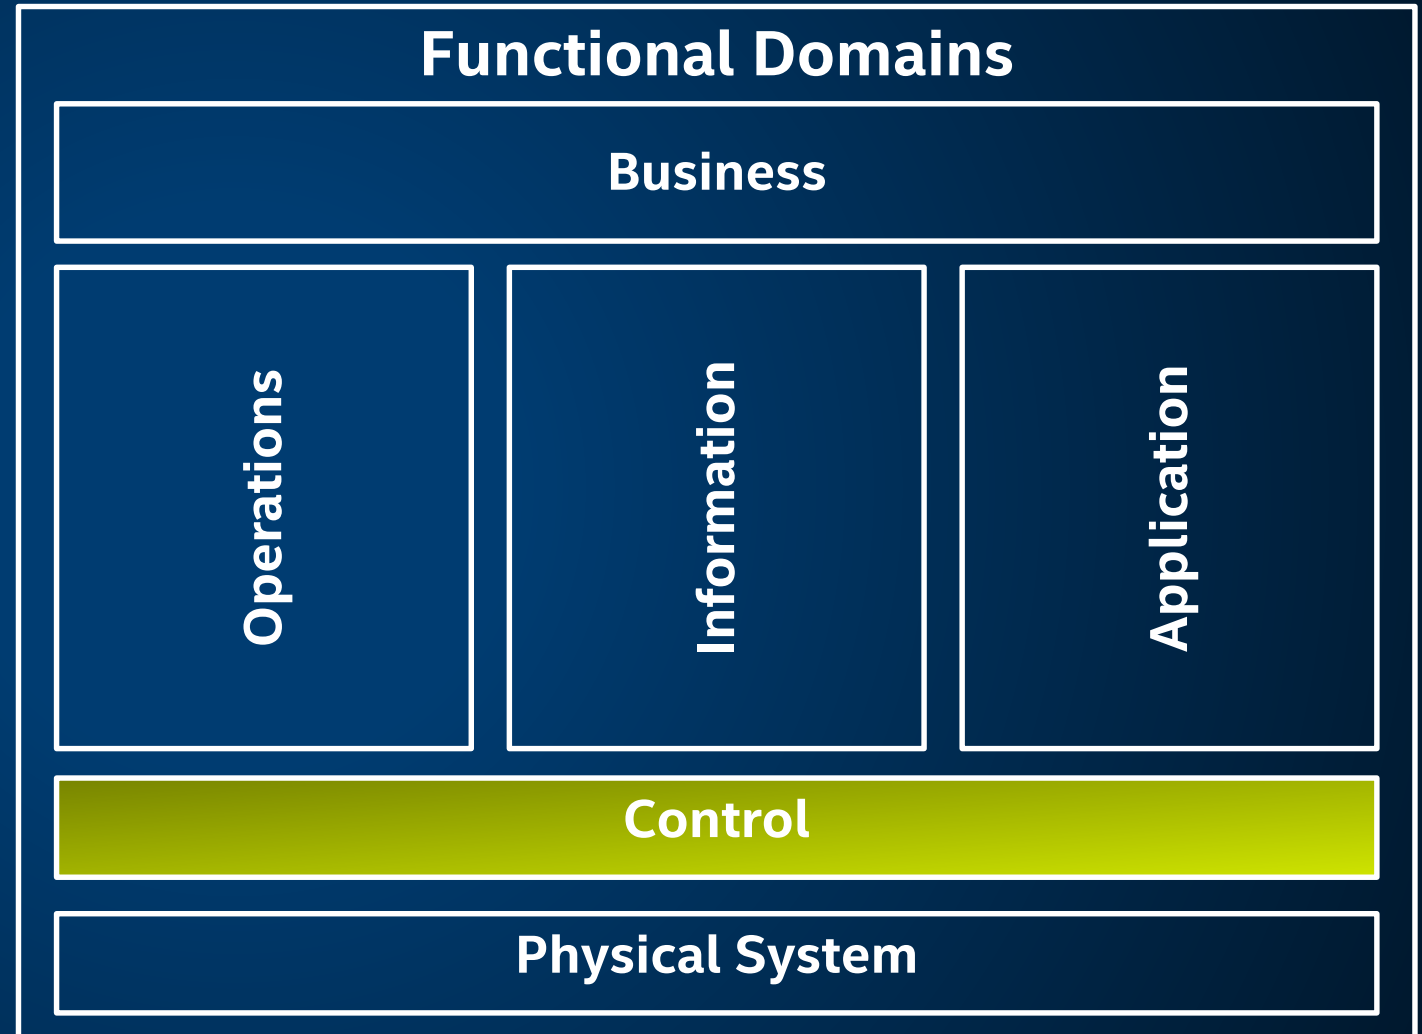 Functional Domains
Business
Operations
Information
Application
Control
Physical System